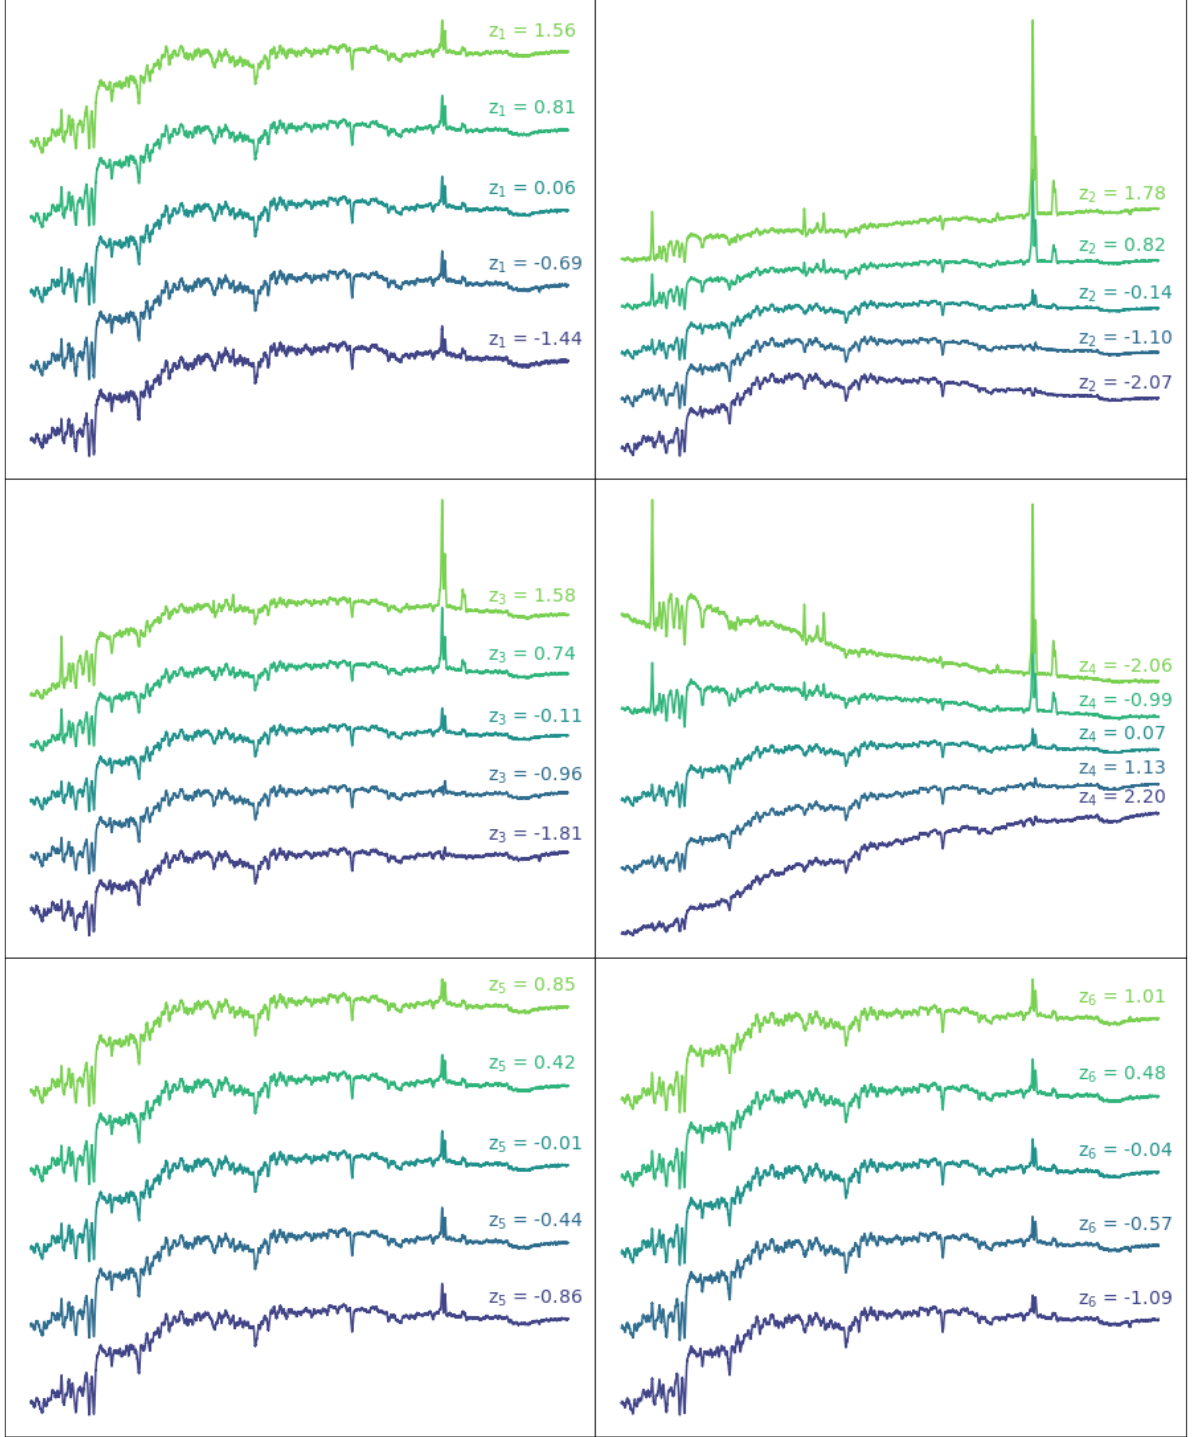 z₁ = 1.56
z₁ = 0.81
z₁ = 0.06
z₁ = -0.69
z₁ = -1.44
z₂ = 1.78
z₂ = 0.82
z₂ = -0.14
z₂ = -1.10
z₂ = -2.07
z₃ = 1.58
z₃ = 0.74
z₃ = -0.11
z₃ = -0.96
z₃ = -1.81
z₄ = -2.06
z₄ = -0.99
z₄ = 0.07
z₄ = 1.13
z₄ = 2.20
z₅ = 0.85
z₅ = 0.42
z₅ = -0.01
z₅ = -0.44
z₅ = -0.86
z₆ = 1.01
z₆ = 0.48
z₆ = -0.04
z₆ = -0.57
z₆ = -1.09